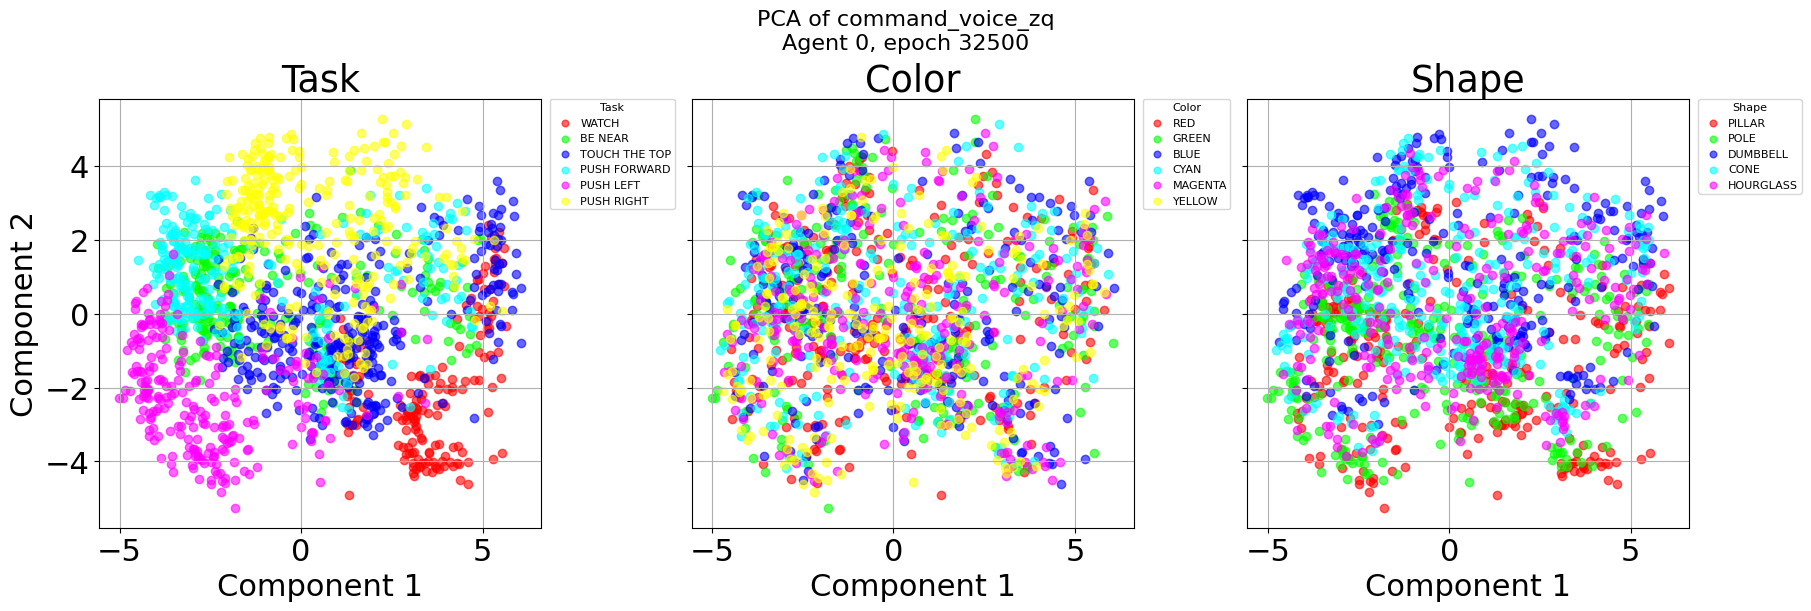 PCA of command_voice_zq
Agent 0, epoch 32500
Task
Color
Shape
Task
WATCH
BE NEAR
TOUCH THE TOP
PUSH FORWARD
PUSH LEFT
PUSH RIGHT
Color
RED
GREEN
BLUE
CYAN
MAGENTA
YELLOW
Shape
PILLAR
POLE
DUMBBELL
CONE
HOURGLASS
Component 2
4
2
0
−2
−4
−5 0 5
−5 0 5
−5 0 5
Component 1
Component 1
Component 1